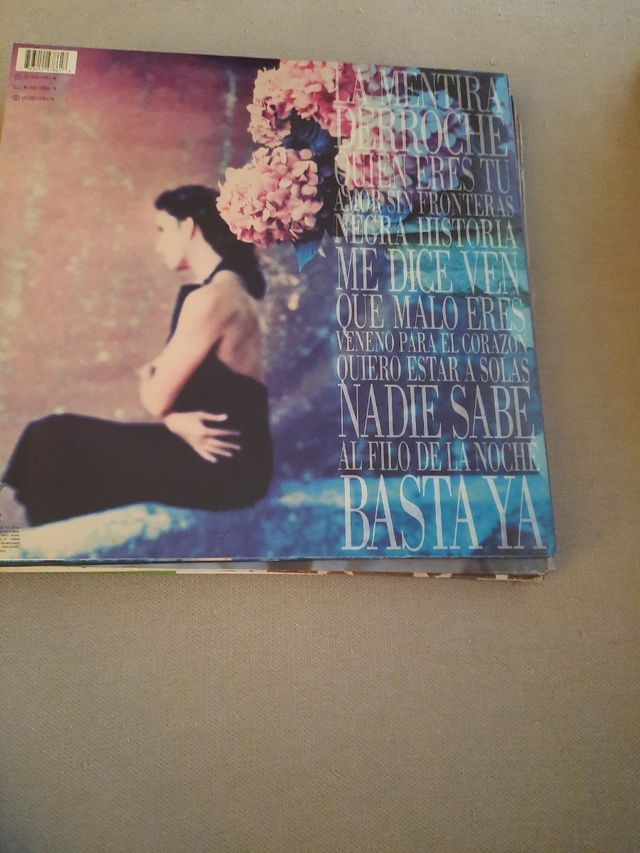 LA MENTIRA
DERROCHE
QUIEN ERES TU
AMOR SIN FRONTERAS
NEGRA HISTORIA
ME DICE VEN
QUE MALO ERES
VENENO PARA EL CORAZON
QUIERO ESTAR A SOLAS
NADIE SABE
AL FILO DE LA NOCHE
BASTA YA